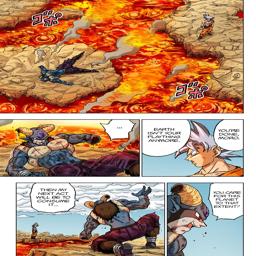 YOU'RE
DONE,
MORO.
EARTH
ISN'T YOUR
PLAYTHING
ANYMORE.
...
YOU CARE
FOR THIS
PLANET TO
THAT
EXTENT?
THEN MY
NEXT ACT
WILL BE TO
CONSUME
IT...